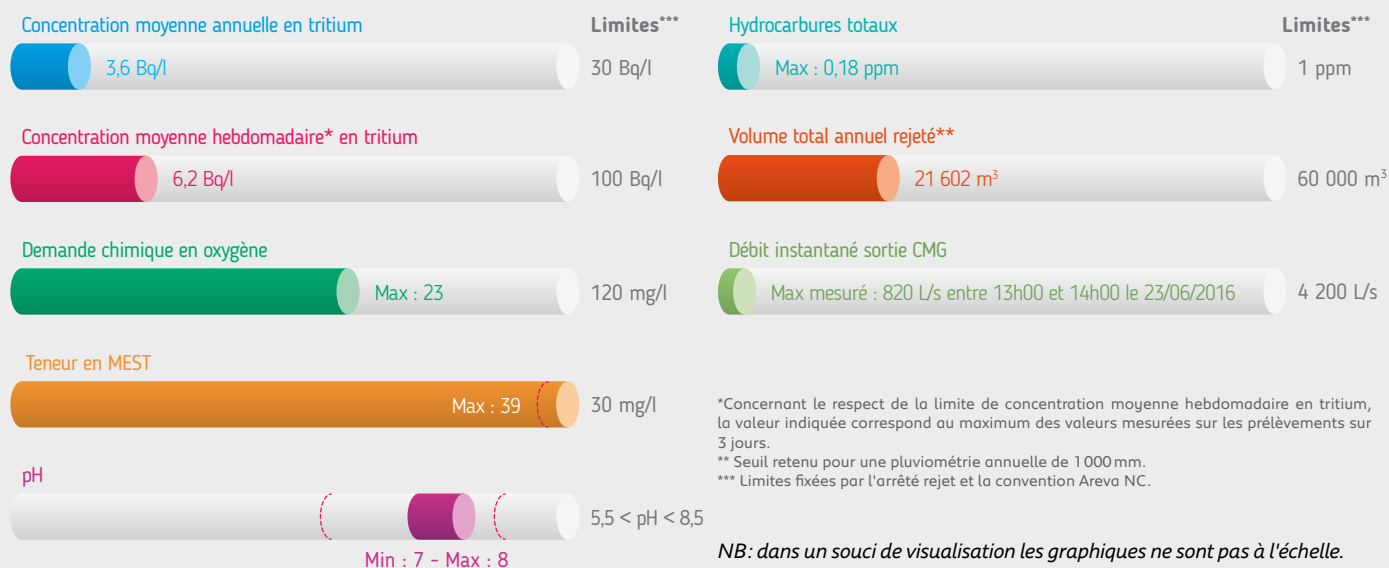 Concentration moyenne annuelle en tritium
Limites***
3,6 Bq/l
30 Bq/l
Concentration moyenne hebdomadaire* en tritium
6,2 Bq/l
100 Bq/l
Demande chimique en oxygène
Max : 23
120 mg/l
Teneur en MEST
Max : 39
30 mg/l
pH
5,5 < pH < 8,5
Min : 7 - Max : 8
Hydrocarbures totaux
Limites***
Max : 0,18 ppm
1 ppm
Volume total annuel rejeté**
21 602 m³
60 000 m³
Débit instantané sortie CMG
Max mesuré : 820 L/s entre 13h00 et 14h00 le 23/06/2016
4 200 L/s
*Concernant le respect de la limite de concentration moyenne hebdomadaire en tritium,
la valeur indiquée correspond au maximum des valeurs mesurées sur les prélèvements sur
3 jours.
** Seuil retenu pour une pluviométrie annuelle de 1 000 mm.
*** Limites fixées par l'arrêté rejet et la convention Areva NC.
NB : dans un souci de visualisation les graphiques ne sont pas à l'échelle.